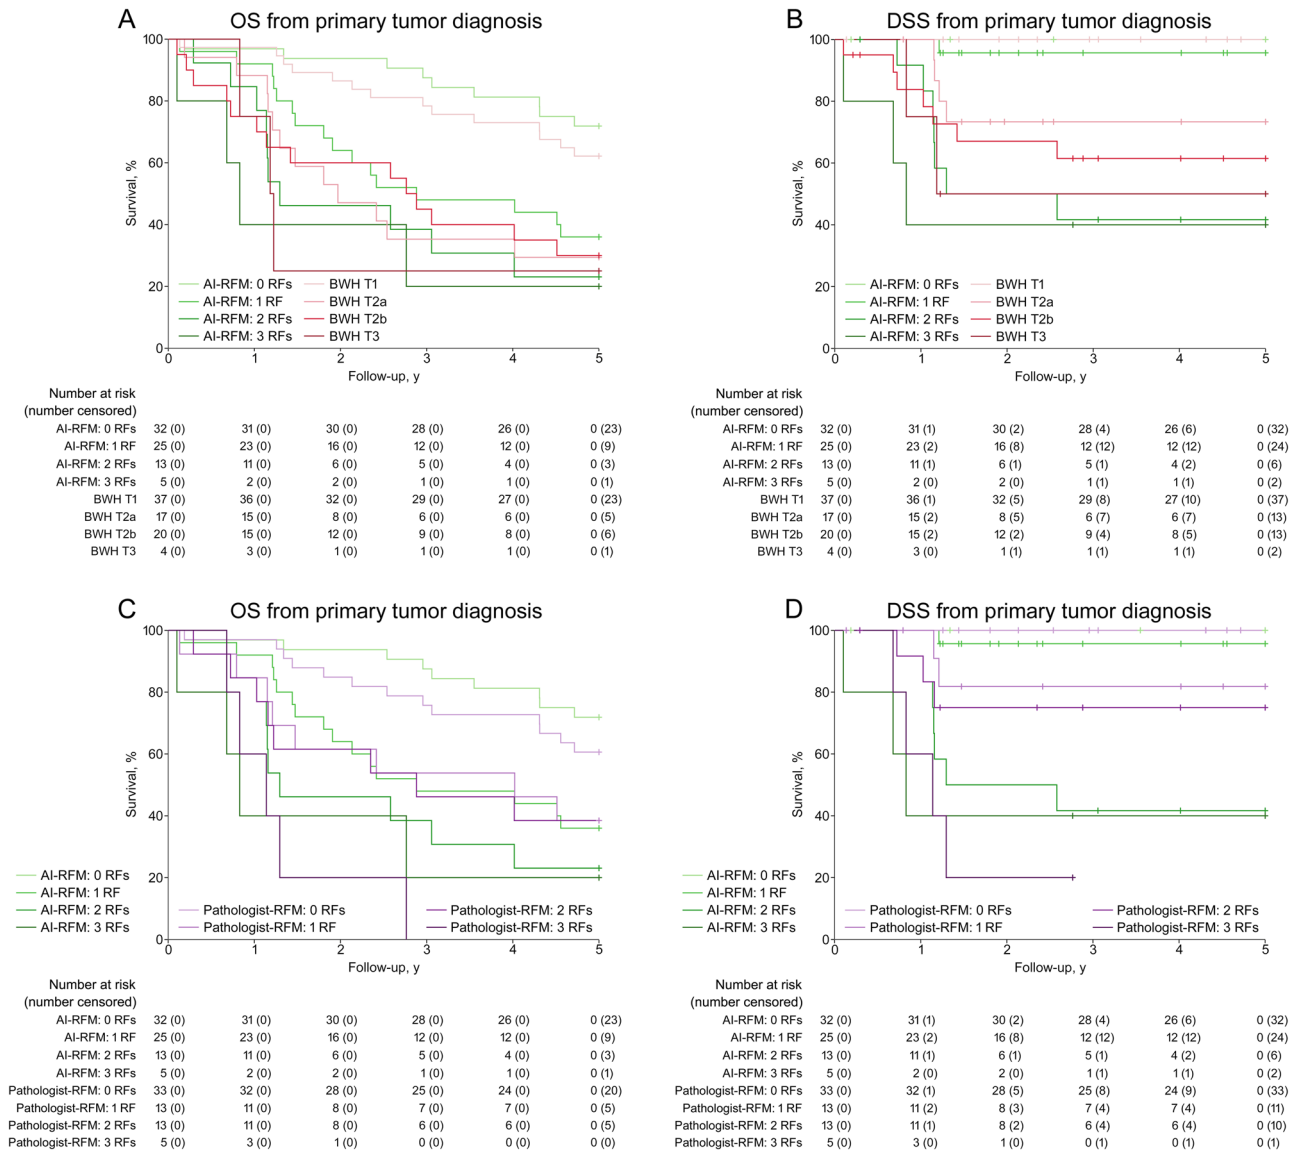 A OS from primary tumor diagnosis
100
80
60
40
20
0
Survival, %
AI-RFM: 0 RFs BWH T1
AI-RFM: 1 RF BWH T2a
AI-RFM: 2 RFs BWH T2b
AI-RFM: 3 RFs BWH T3
0 1 2 3 4 5
Follow-up, y
Number at risk
(number censored)
AI-RFM: 0 RFs 32 (0) 31 (0) 30 (0) 28 (0) 26 (0) 0 (23)
AI-RFM: 1 RF 25 (0) 23 (0) 16 (0) 12 (0) 12 (0) 0 (9)
AI-RFM: 2 RFs 13 (0) 11 (0) 6 (0) 5 (0) 4 (0) 0 (3)
AI-RFM: 3 RFs 5 (0) 2 (0) 2 (0) 1 (0) 1 (0) 0 (1)
BWH T1 37 (0) 36 (0) 32 (0) 29 (0) 27 (0) 0 (23)
BWH T2a 17 (0) 15 (0) 8 (0) 6 (0) 6 (0) 0 (5)
BWH T2b 20 (0) 15 (0) 12 (0) 9 (0) 8 (0) 0 (6)
BWH T3 4 (0) 3 (0) 1 (0) 1 (0) 1 (0) 0 (1)
B DSS from primary tumor diagnosis
100
80
60
40
20
0
Survival, %
AI-RFM: 0 RFs BWH T1
AI-RFM: 1 RF BWH T2a
AI-RFM: 2 RFs BWH T2b
AI-RFM: 3 RFs BWH T3
0 1 2 3 4 5
Follow-up, y
Number at risk
(number censored)
AI-RFM: 0 RFs 32 (0) 31 (1) 30 (2) 28 (4) 26 (6) 0 (32)
AI-RFM: 1 RF 25 (0) 23 (2) 16 (8) 12 (12) 12 (12) 0 (24)
AI-RFM: 2 RFs 13 (0) 11 (1) 6 (1) 5 (1) 4 (2) 0 (6)
AI-RFM: 3 RFs 5 (0) 2 (0) 2 (0) 1 (1) 1 (1) 0 (2)
BWH T1 37 (0) 36 (1) 32 (5) 29 (8) 27 (10) 0 (37)
BWH T2a 17 (0) 15 (2) 8 (5) 6 (7) 6 (7) 0 (13)
BWH T2b 20 (0) 15 (2) 12 (2) 9 (4) 8 (5) 0 (13)
BWH T3 4 (0) 3 (0) 1 (1) 1 (1) 1 (1) 0 (2)
C OS from primary tumor diagnosis
100
80
60
40
20
0
Survival, %
AI-RFM: 0 RFs
AI-RFM: 1 RF
AI-RFM: 2 RFs Pathologist-RFM: 0 RFs Pathologist-RFM: 2 RFs
AI-RFM: 3 RFs Pathologist-RFM: 1 RF Pathologist-RFM: 3 RFs
0 1 2 3 4 5
Follow-up, y
Number at risk
(number censored)
AI-RFM: 0 RFs 32 (0) 31 (0) 30 (0) 28 (0) 26 (0) 0 (23)
AI-RFM: 1 RF 25 (0) 23 (0) 16 (0) 12 (0) 12 (0) 0 (9)
AI-RFM: 2 RFs 13 (0) 11 (0) 6 (0) 5 (0) 4 (0) 0 (3)
AI-RFM: 3 RFs 5 (0) 2 (0) 2 (0) 1 (0) 1 (0) 0 (1)
Pathologist-RFM: 0 RFs 33 (0) 32 (0) 28 (0) 25 (0) 24 (0) 0 (20)
Pathologist-RFM: 1 RF 13 (0) 11 (0) 8 (0) 7 (0) 7 (0) 0 (5)
Pathologist-RFM: 2 RFs 13 (0) 11 (0) 8 (0) 6 (0) 6 (0) 0 (5)
Pathologist-RFM: 3 RFs 5 (0) 3 (0) 1 (0) 0 (0) 0 (0) 0 (0)
D DSS from primary tumor diagnosis
100
80
60
40
20
0
Survival, %
AI-RFM: 0 RFs
AI-RFM: 1 RF
AI-RFM: 2 RFs Pathologist-RFM: 0 RFs Pathologist-RFM: 2 RFs
AI-RFM: 3 RFs Pathologist-RFM: 1 RF Pathologist-RFM: 3 RFs
0 1 2 3 4 5
Follow-up, y
Number at risk
(number censored)
AI-RFM: 0 RFs 32 (0) 31 (1) 30 (2) 28 (4) 26 (6) 0 (32)
AI-RFM: 1 RF 25 (0) 23 (2) 16 (8) 12 (12) 12 (12) 0 (24)
AI-RFM: 2 RFs 13 (0) 11 (1) 6 (1) 5 (1) 4 (2) 0 (6)
AI-RFM: 3 RFs 5 (0) 2 (0) 2 (0) 1 (1) 1 (1) 0 (2)
Pathologist-RFM: 0 RFs 33 (0) 32 (1) 28 (5) 25 (8) 24 (9) 0 (33)
Pathologist-RFM: 1 RF 13 (0) 11 (2) 8 (3) 7 (4) 7 (4) 0 (11)
Pathologist-RFM: 2 RFs 13 (0) 11 (1) 8 (2) 6 (4) 6 (4) 0 (10)
Pathologist-RFM: 3 RFs 5 (0) 3 (0) 1 (0) 0 (1) 0 (1) 0 (1)